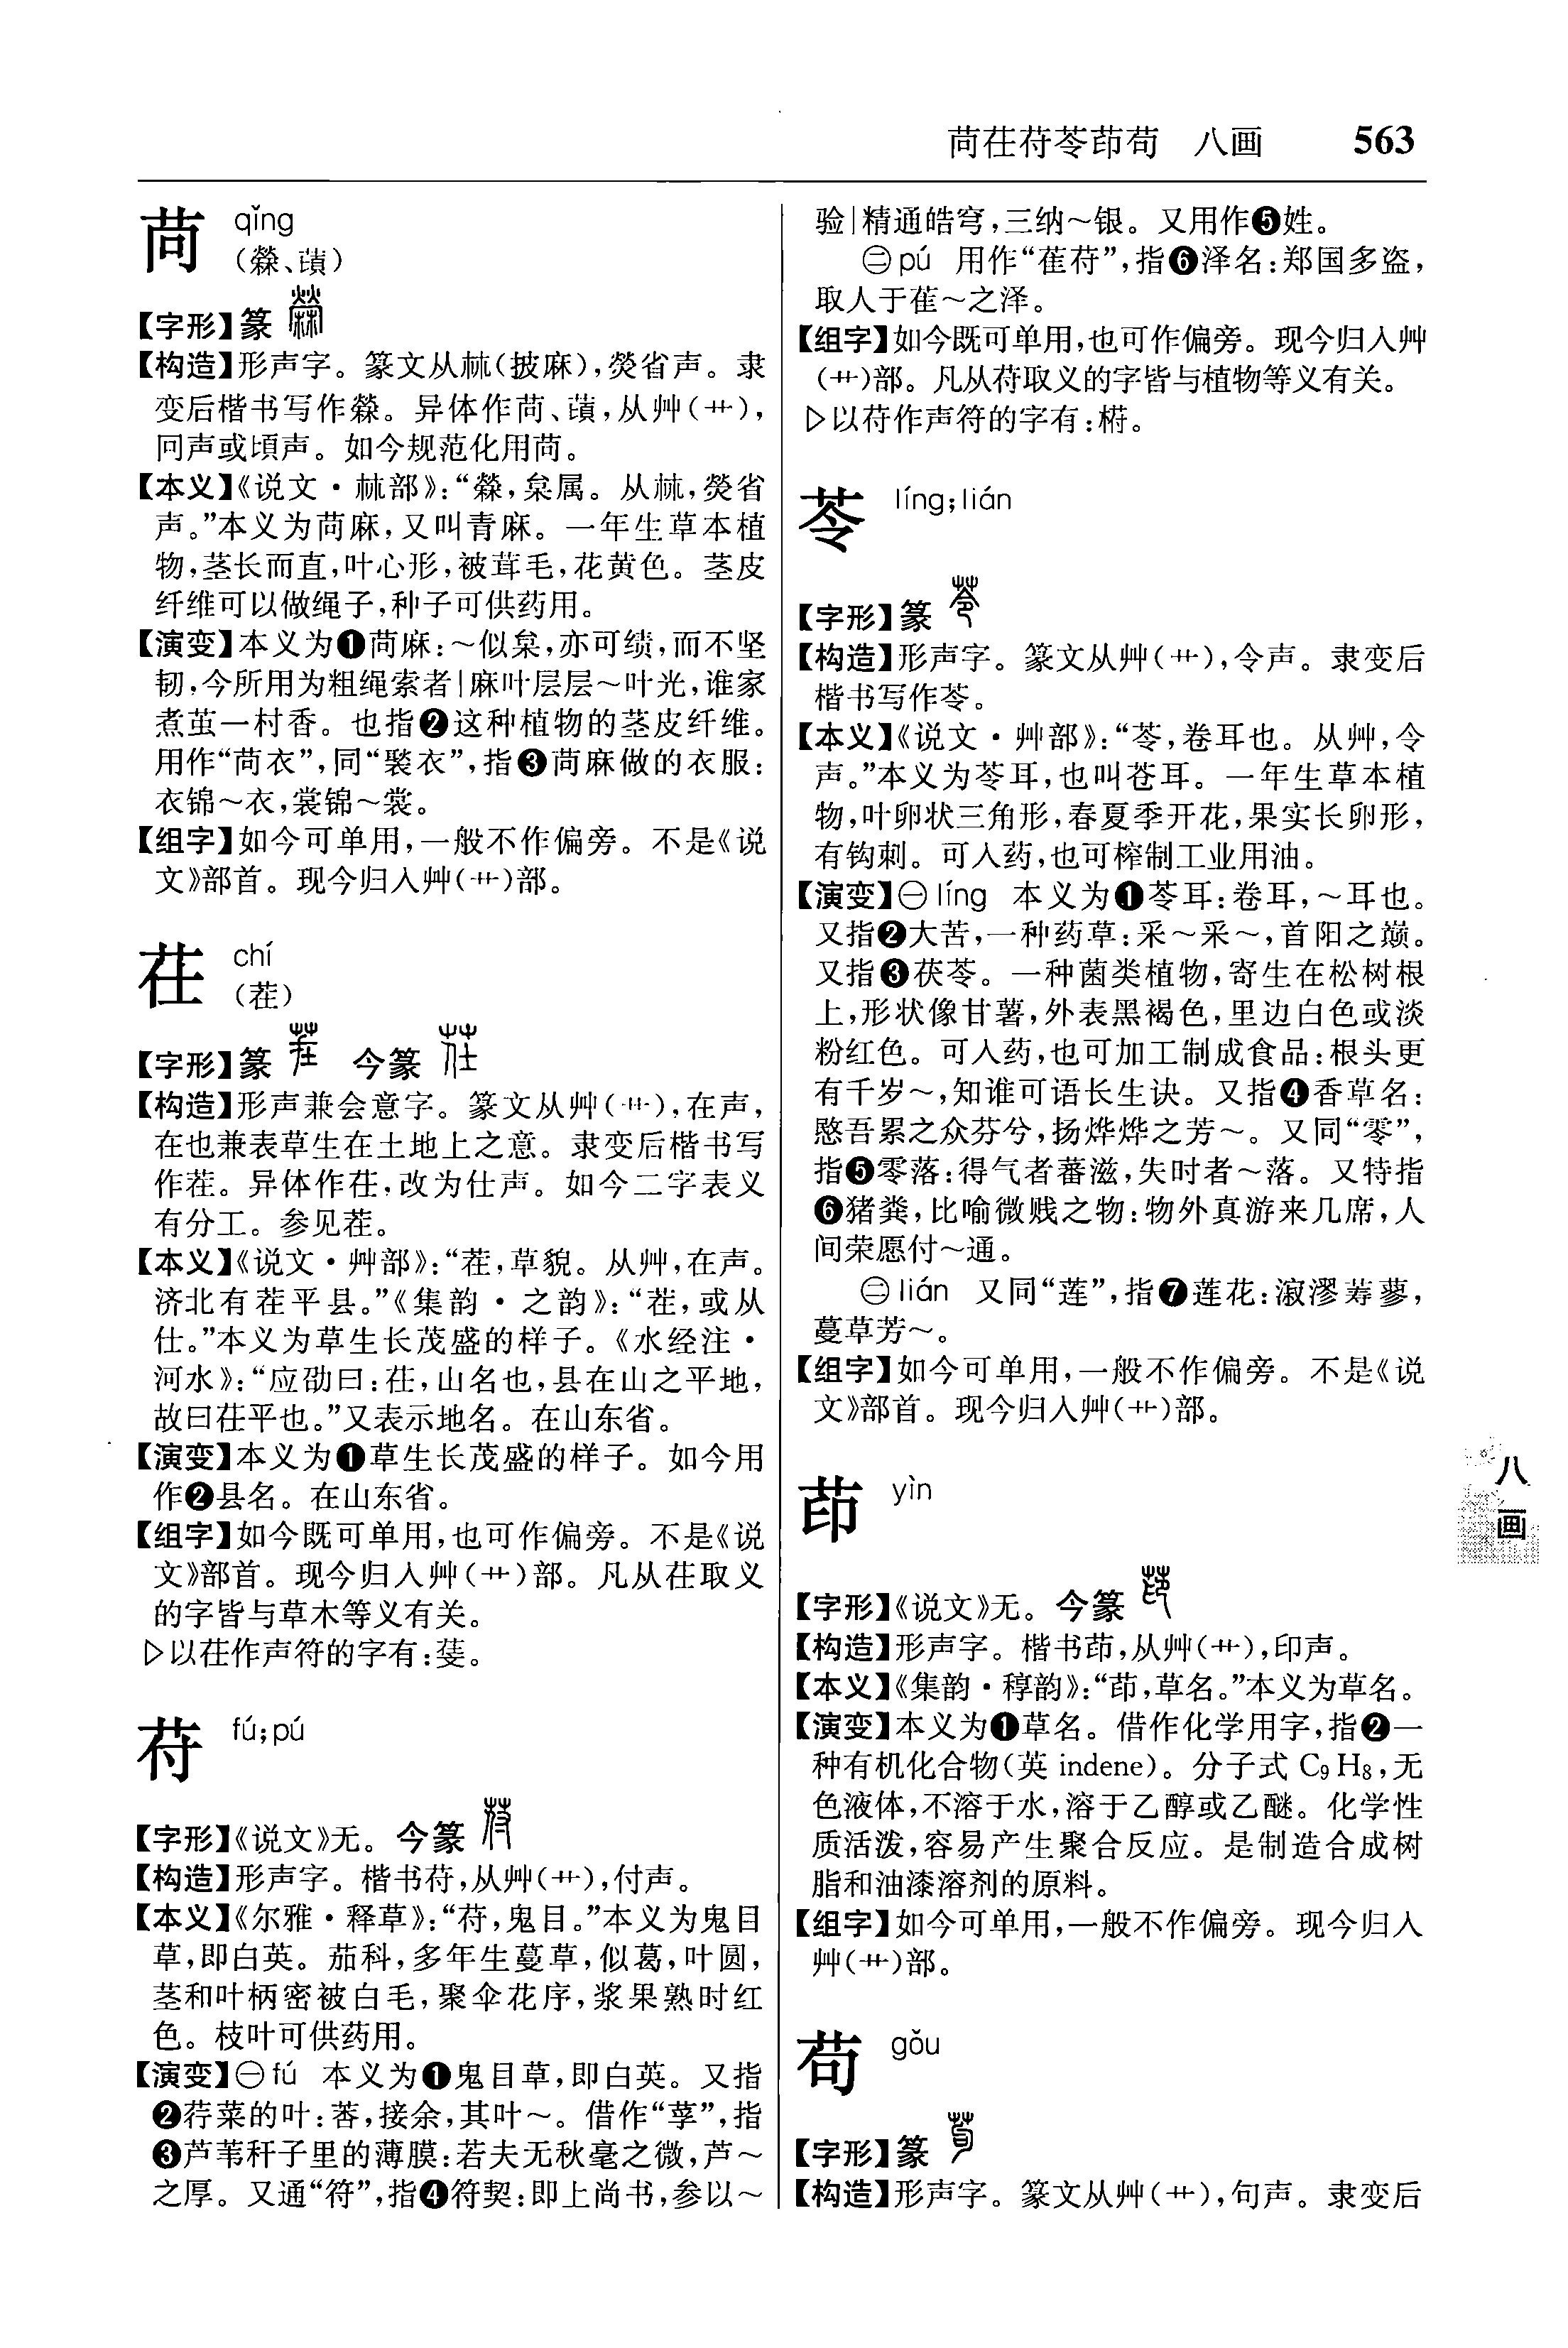 苘茌苻苓茚苟　八画　563
苘 qǐng
（檾、䔛）
【字形】篆
【构造】形声字。篆文从𣏟(披麻),熒省声。隶
变后楷书写作檾。异体作苘、䔛,从艸(艹),
冋声或頃声。如今规范化用苘。
【本义】《说文·𣏟部》:“檾,枲属。从𣏟,熒省
声。”本义为苘麻,又叫青麻。一年生草本植
物,茎长而直,叶心形,被茸毛,花黄色。茎皮
纤维可以做绳子,种子可供药用。
【演变】本义为❶苘麻:～似枲,亦可绩,而不坚
韧,今所用为粗绳索者|麻叶层层～叶光,谁家
煮茧一村香。也指❷这种植物的茎皮纤维。
用作“苘衣”,同“褧衣”,指❸苘麻做的衣服:
衣锦～衣,裳锦～裳。
【组字】如今可单用,一般不作偏旁。不是《说
文》部首。现今归入艸(艹)部。
茌 chí
（茬）
【字形】篆　今篆
【构造】形声兼会意字。篆文从艸(艹),在声,
在也兼表草生在土地上之意。隶变后楷书写
作茬。异体作茌,改为仕声。如今二字表义
有分工。参见茬。
【本义】《说文·艸部》:“茬,草貌。从艸,在声。
济北有茬平县。”《集韵·之韵》:“茬,或从
仕。”本义为草生长茂盛的样子。《水经注·
河水》:“应劭曰:茌,山名也,县在山之平地,
故曰茌平也。”又表示地名。在山东省。
【演变】本义为❶草生长茂盛的样子。如今用
作❷县名。在山东省。
【组字】如今既可单用,也可作偏旁。不是《说
文》部首。现今归入艸(艹)部。凡从茌取义
的字皆与草木等义有关。
▷以茌作声符的字有:
苻 fú;pú
【字形】《说文》无。今篆
【构造】形声字。楷书苻,从艸(艹),付声。
【本义】《尔雅·释草》:“苻,鬼目。”本义为鬼目
草,即白英。茄科,多年生蔓草,似葛,叶圆,
茎和叶柄密被白毛,聚伞花序,浆果熟时红
色。枝叶可供药用。
【演变】㊀fú 本义为❶鬼目草,即白英。又指
❷荇菜的叶:莕,接余,其叶～。借作“莩”,指
❸芦苇秆子里的薄膜:若夫无秋毫之微,芦～
之厚。又通“符”,指❹符契:即上尚书,参以～
验|精通皓穹,三纳～银。又用作❺姓。
㊁pú 用作“萑苻”,指❻泽名:郑国多盗,
取人于萑～之泽。
【组字】如今既可单用,也可作偏旁。现今归入艸
(艹)部。凡从苻取义的字皆与植物等义有关。
▷以苻作声符的字有:
苓 líng;lián
【字形】篆
【构造】形声字。篆文从艸(艹),令声。隶变后
楷书写作苓。
【本义】《说文·艸部》:“苓,卷耳也。从艸,令
声。”本义为苓耳,也叫苍耳。一年生草本植
物,叶卵状三角形,春夏季开花,果实长卵形,
有钩刺。可入药,也可榨制工业用油。
【演变】㊀líng 本义为❶苓耳:卷耳,～耳也。
又指❷大苦,一种药草:采～采～,首阳之巅。
又指❸茯苓。一种菌类植物,寄生在松树根
上,形状像甘薯,外表黑褐色,里边白色或淡
粉红色。可入药,也可加工制成食品:根头更
有千岁～,知谁可语长生诀。又指❹香草名:
愍吾累之众芬兮,扬烨烨之芳～。又同“零”,
指❺零落:得气者蕃滋,失时者～落。又特指
❻猪粪,比喻微贱之物:物外真游来几席,人
间荣愿付～通。
㊁lián 又同“莲”,指❼莲花:溆漻蓴蓼,
蔓草芳～。
【组字】如今可单用,一般不作偏旁。不是《说
文》部首。现今归入艸(艹)部。
茚 yìn
【字形】《说文》无。今篆
【构造】形声字。楷书茚,从艸(艹),印声。
【本义】《集韵·稕韵》:“茚,草名。”本义为草名。
【演变】本义为❶草名。借作化学用字,指❷一
种有机化合物(英 indene)。分子式 C₉H₈,无
色液体,不溶于水,溶于乙醇或乙醚。化学性
质活泼,容易产生聚合反应。是制造合成树
脂和油漆溶剂的原料。
【组字】如今可单用,一般不作偏旁。现今归入
艸(艹)部。
苟 gǒu
【字形】篆
【构造】形声字。篆文从艸(艹),句声。隶变后
八
画